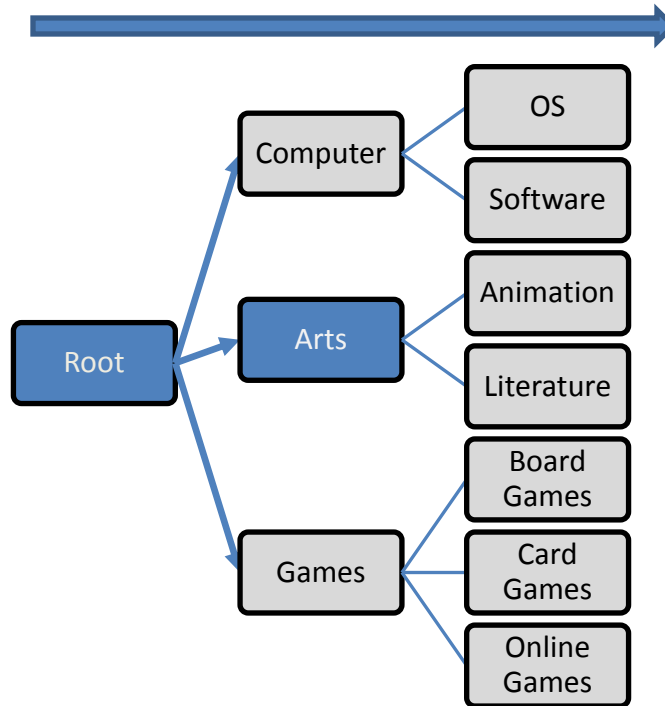 Root
Computer
Arts
Games
OS
Software
Animation
Literature
Board
Games
Card
Games
Online
Games